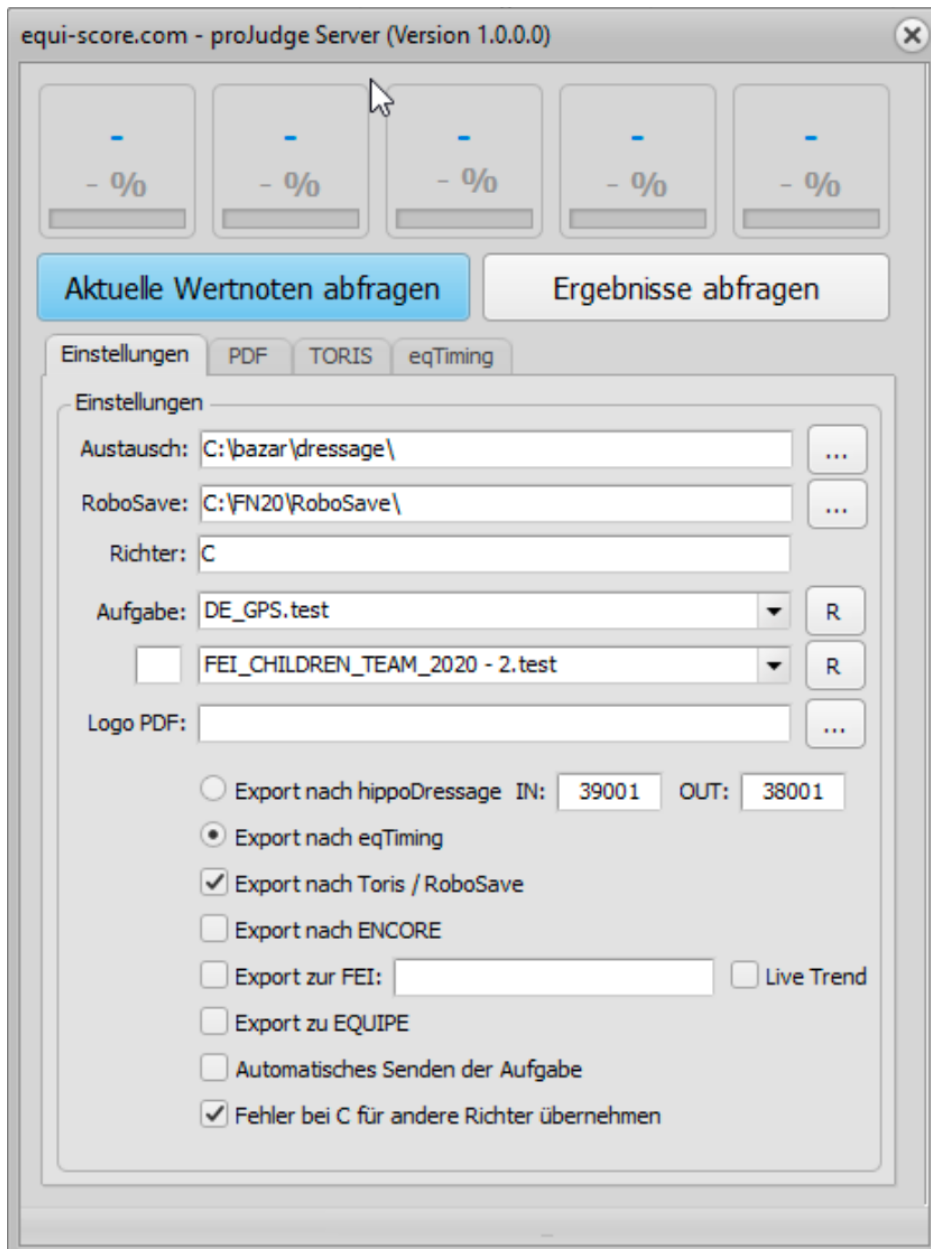 equi-score.com - proJudge Server (Version 1.0.0.0)
- - - - -
- % - % - % - % - %
Aktuelle Wertnoten abfragen Ergebnisse abfragen
Einstellungen PDF TORIS eqTiming
Einstellungen
Austausch: C:\bazar\dressage\ ...
RoboSave: C:\FN20\RoboSave\ ...
Richter: C
Aufgabe: DE_GPS.test R
FEI_CHILDREN_TEAM_2020 - 2.test R
Logo PDF: ...
Export nach hippoDressage IN: 39001 OUT: 38001
Export nach eqTiming
Export nach Toris / RoboSave
Export nach ENCORE
Export zur FEI: Live Trend
Export zu EQUIPE
Automatisches Senden der Aufgabe
Fehler bei C für andere Richter übernehmen